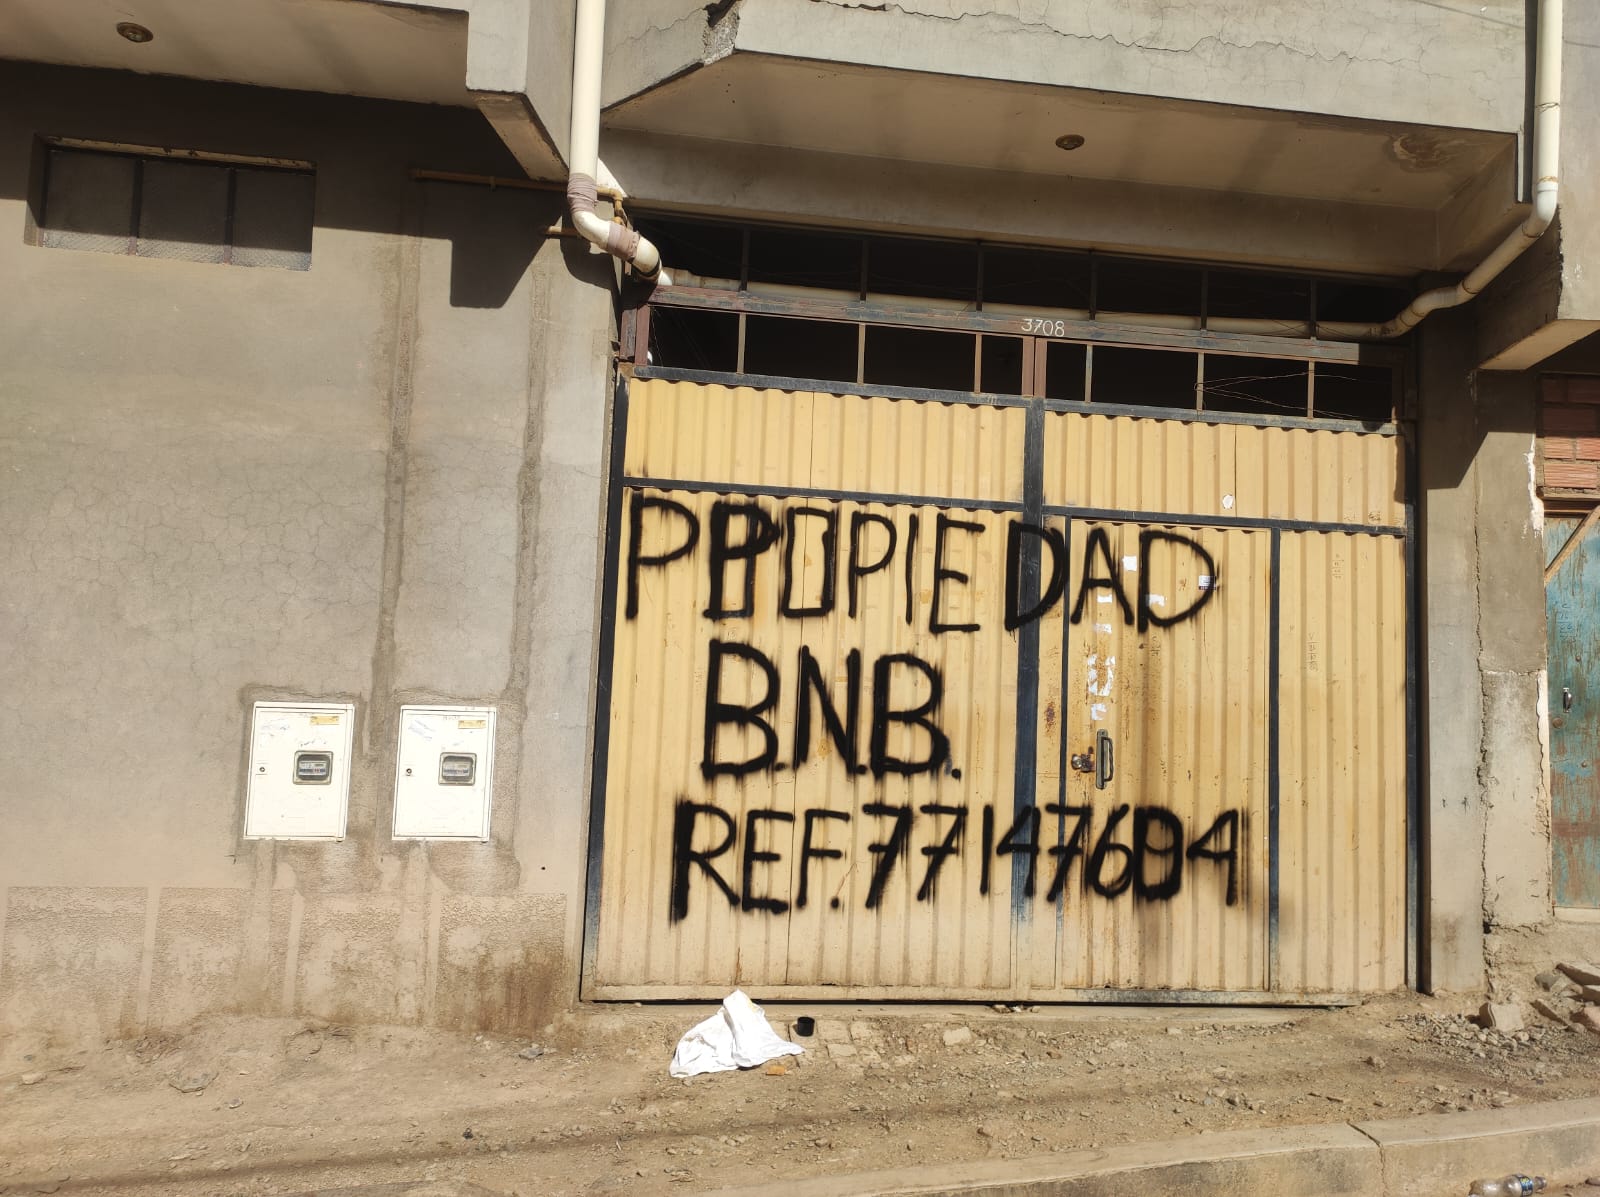 3708
PROPIEDAD
B.N.B.
REF.77147604